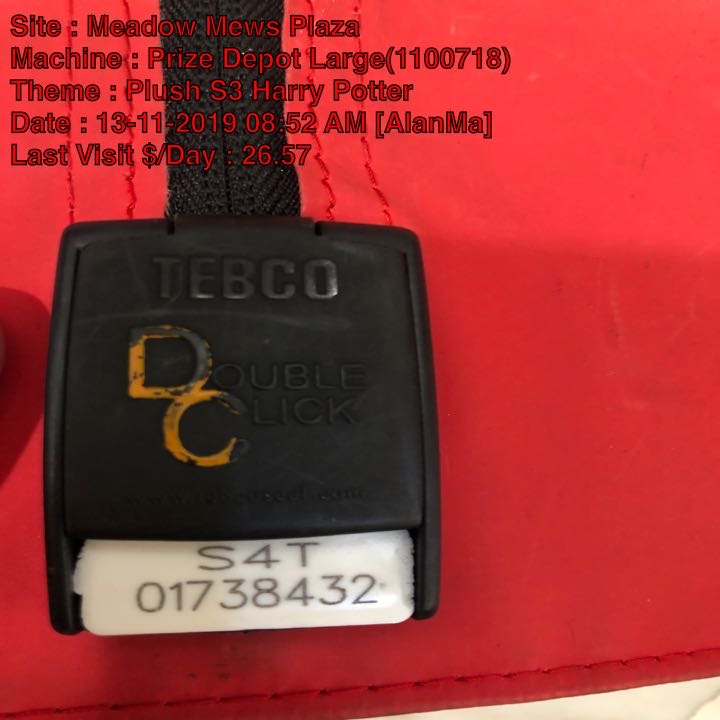 Site : Meadow Mews Plaza
Machine : Prize Depot Large(1100718)
Theme : Plush S3 Harry Potter
Date : 13-11-2019 08:52 AM [AlanMa]
Last Visit $/Day : 26.57
TEBCO
DOUBLE
CLICK
S4T
01738432